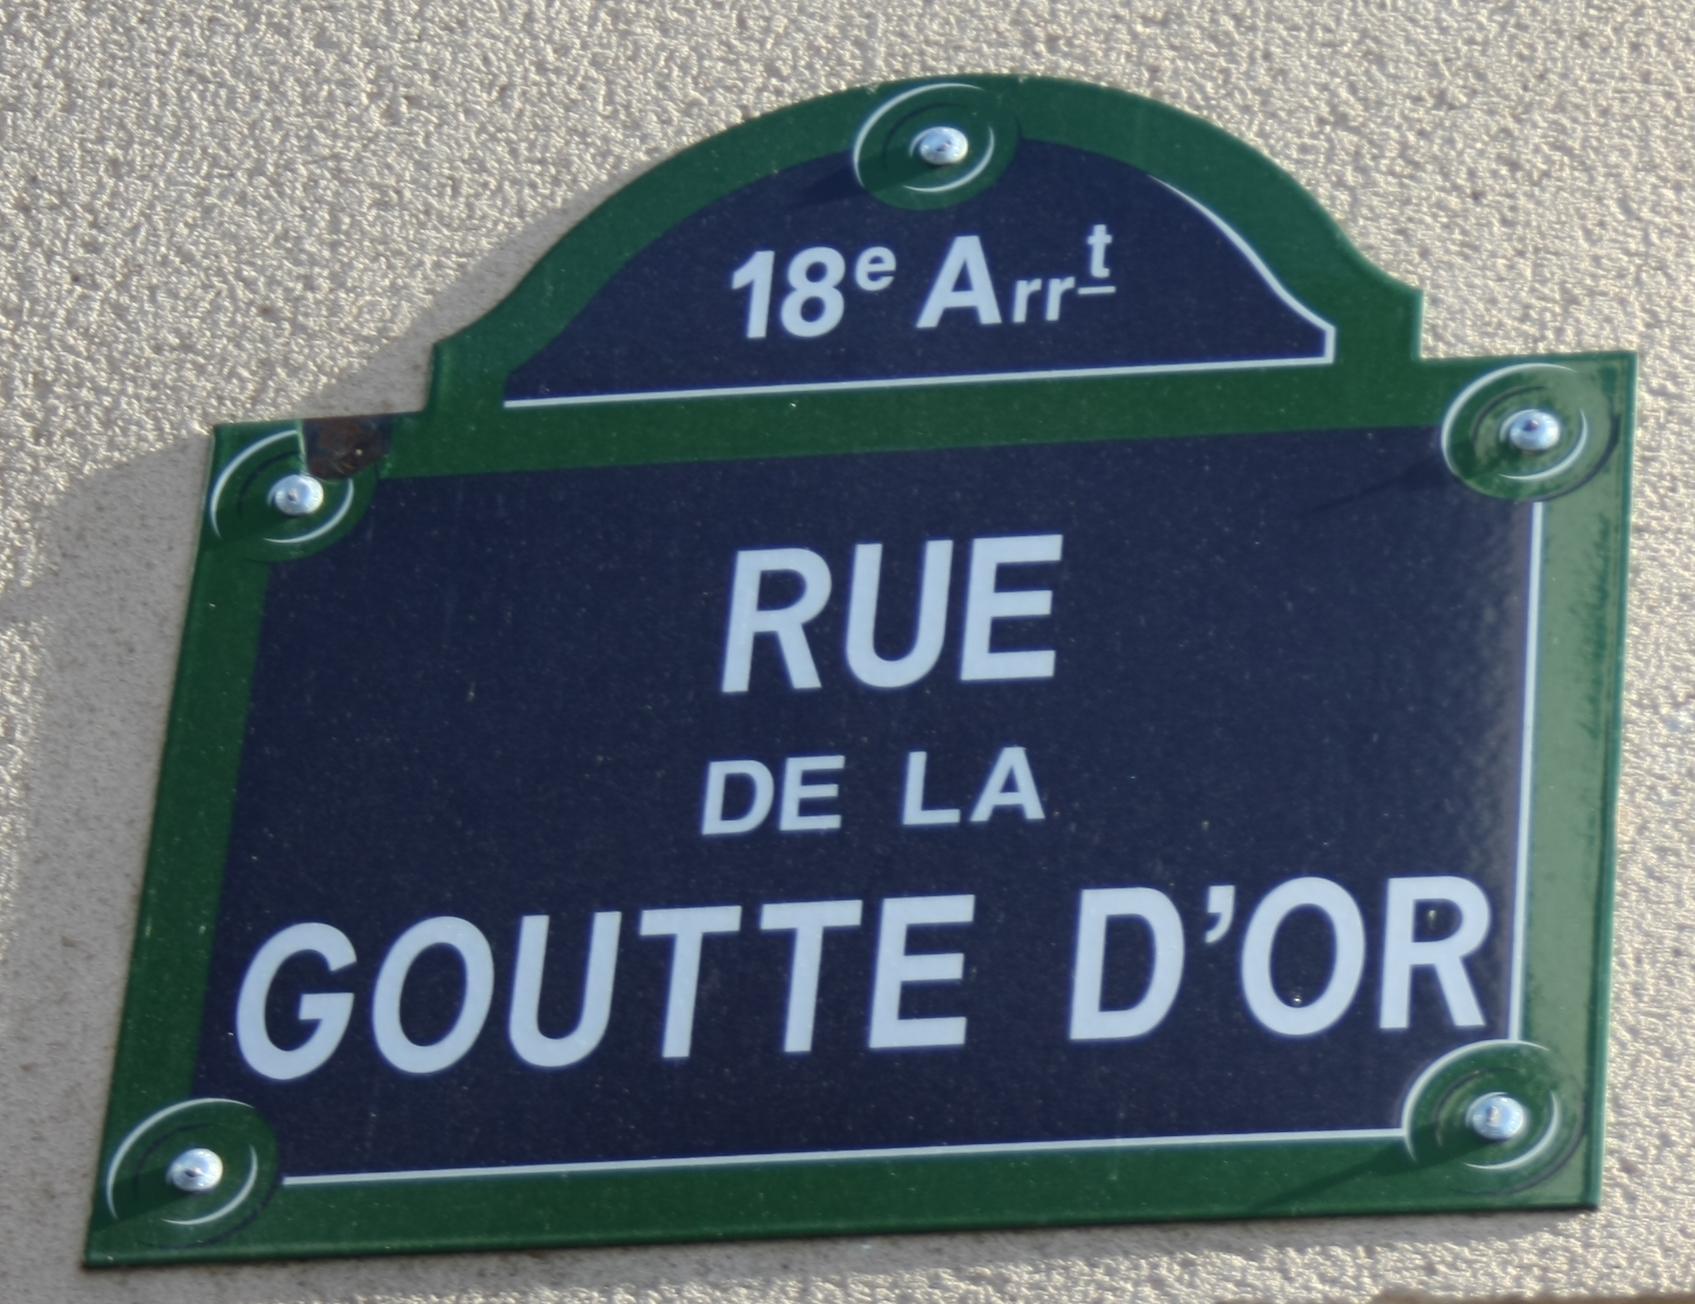 18e Arrt
RUE
DE LA
GOUTTE D'OR